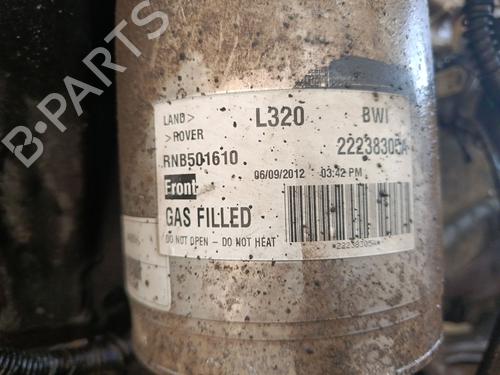 B-PARTS
LAND> L320 BWI
>ROVER 22238305A
RNB501610
06/09/2012 03:42 PM
Front
GAS FILLED
DO NOT OPEN - DO NOT HEAT
*22238305A*